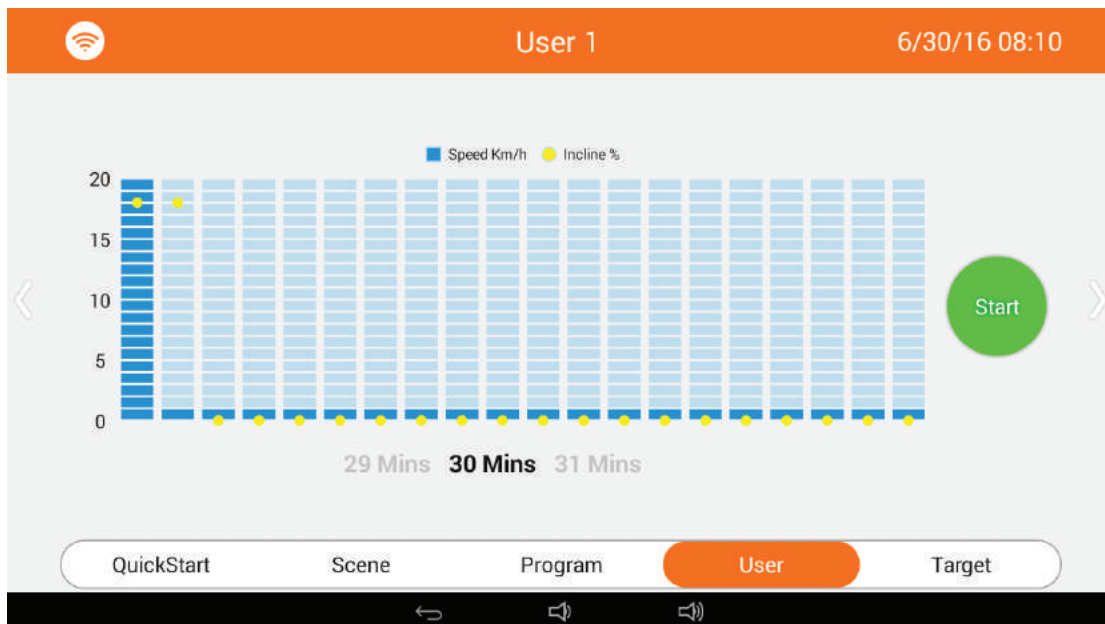 User 1 6/30/16 08:10
Speed Km/h Incline %
20
15
10
5
0
Start
29 Mins 30 Mins 31 Mins
QuickStart Scene Program User Target